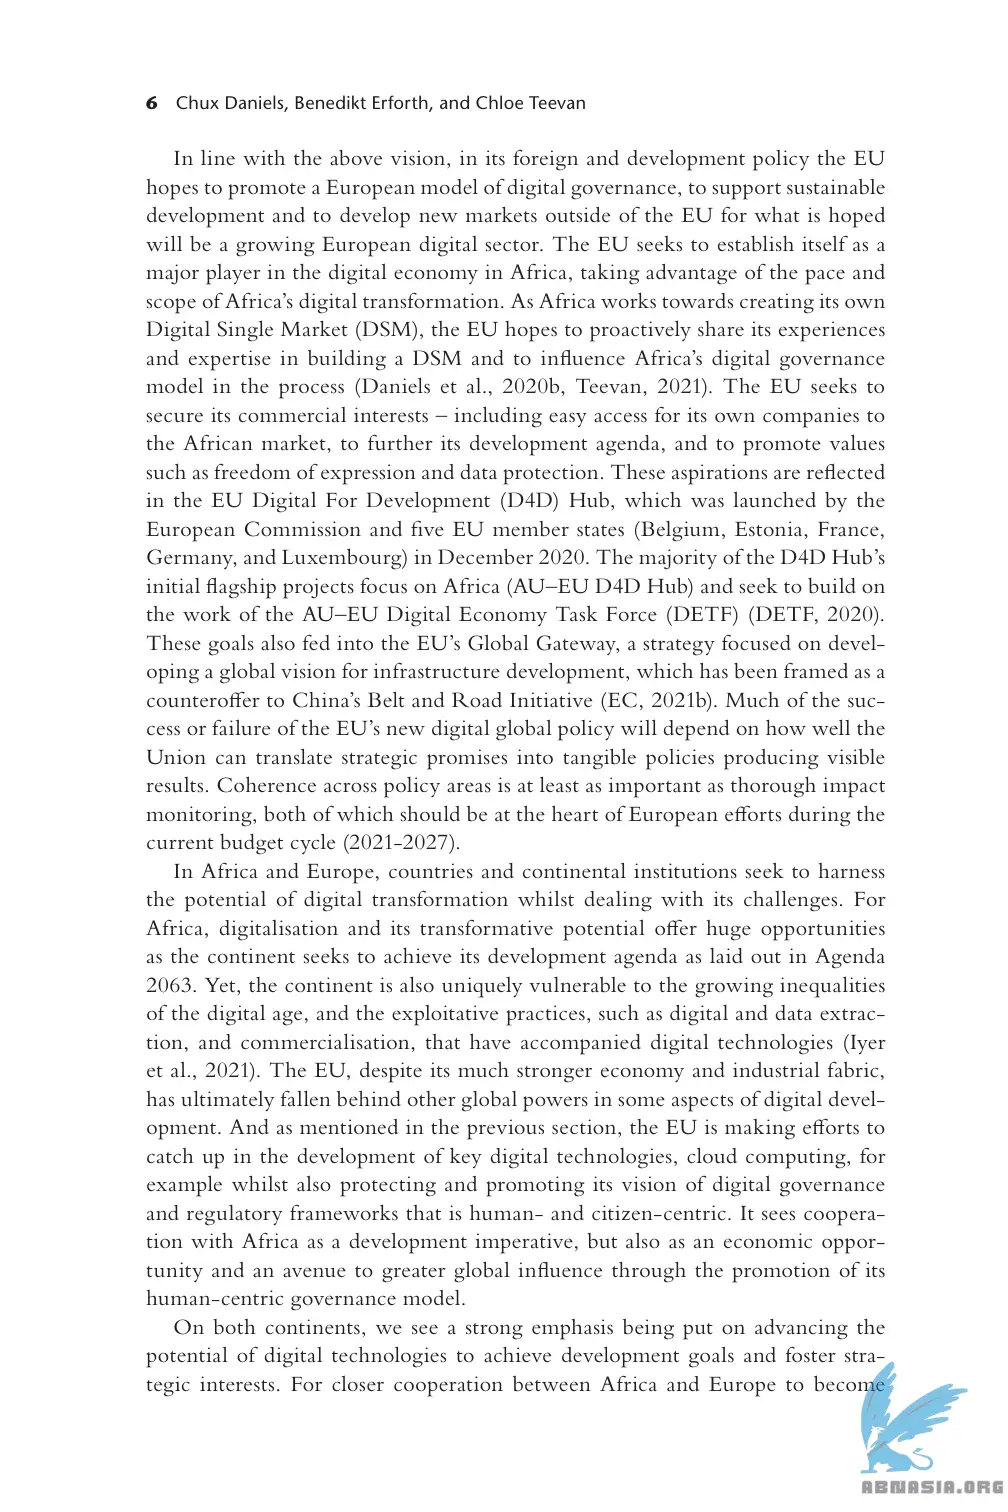 6 Chux Daniels, Benedikt Erforth, and Chloe Teevan
In line with the above vision, in its foreign and development policy the EU
hopes to promote a European model of digital governance, to support sustainable
development and to develop new markets outside of the EU for what is hoped
will be a growing European digital sector. The EU seeks to establish itself as a
major player in the digital economy in Africa, taking advantage of the pace and
scope of Africa’s digital transformation. As Africa works towards creating its own
Digital Single Market (DSM), the EU hopes to proactively share its experiences
and expertise in building a DSM and to influence Africa’s digital governance
model in the process (Daniels et al., 2020b, Teevan, 2021). The EU seeks to
secure its commercial interests – including easy access for its own companies to
the African market, to further its development agenda, and to promote values
such as freedom of expression and data protection. These aspirations are reflected
in the EU Digital For Development (D4D) Hub, which was launched by the
European Commission and five EU member states (Belgium, Estonia, France,
Germany, and Luxembourg) in December 2020. The majority of the D4D Hub’s
initial flagship projects focus on Africa (AU–EU D4D Hub) and seek to build on
the work of the AU–EU Digital Economy Task Force (DETF) (DETF, 2020).
These goals also fed into the EU’s Global Gateway, a strategy focused on devel-
oping a global vision for infrastructure development, which has been framed as a
counteroffer to China’s Belt and Road Initiative (EC, 2021b). Much of the suc-
cess or failure of the EU’s new digital global policy will depend on how well the
Union can translate strategic promises into tangible policies producing visible
results. Coherence across policy areas is at least as important as thorough impact
monitoring, both of which should be at the heart of European efforts during the
current budget cycle (2021-2027).
In Africa and Europe, countries and continental institutions seek to harness
the potential of digital transformation whilst dealing with its challenges. For
Africa, digitalisation and its transformative potential offer huge opportunities
as the continent seeks to achieve its development agenda as laid out in Agenda
2063. Yet, the continent is also uniquely vulnerable to the growing inequalities
of the digital age, and the exploitative practices, such as digital and data extrac-
tion, and commercialisation, that have accompanied digital technologies (Iyer
et al., 2021). The EU, despite its much stronger economy and industrial fabric,
has ultimately fallen behind other global powers in some aspects of digital devel-
opment. And as mentioned in the previous section, the EU is making efforts to
catch up in the development of key digital technologies, cloud computing, for
example whilst also protecting and promoting its vision of digital governance
and regulatory frameworks that is human- and citizen-centric. It sees coopera-
tion with Africa as a development imperative, but also as an economic oppor-
tunity and an avenue to greater global influence through the promotion of its
human-centric governance model.
On both continents, we see a strong emphasis being put on advancing the
potential of digital technologies to achieve development goals and foster stra-
tegic interests. For closer cooperation between Africa and Europe to become
ABNASIA.ORG